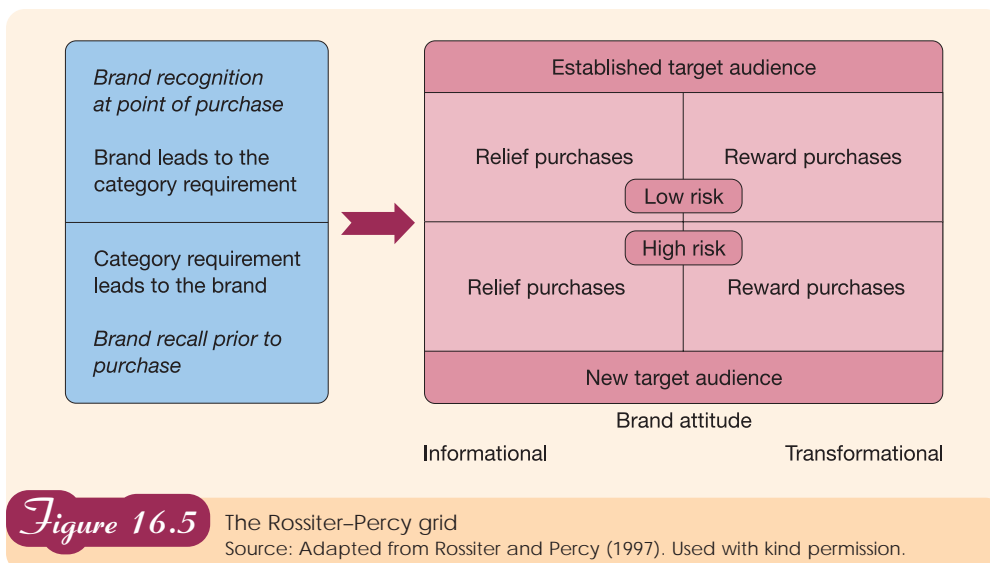 Brand recognition
at point of purchase
Brand leads to the
category requirement
Category requirement
leads to the brand
Brand recall prior to
purchase
Established target audience
Relief purchases
Reward purchases
Low risk
High risk
Relief purchases
Reward purchases
New target audience
Brand attitude
Informational
Transformational
Figure 16.5
The Rossiter–Percy grid
Source: Adapted from Rossiter and Percy (1997). Used with kind permission.